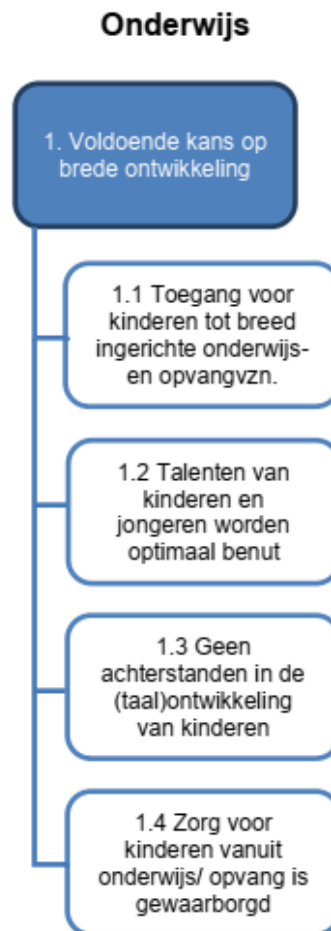 Onderwijs
1. Voldoende kans op
brede ontwikkeling
1.1 Toegang voor
kinderen tot breed
ingerichte onderwijs-
en opvangvzn.
1.2 Talenten van
kinderen en
jongeren worden
optimaal benut
1.3 Geen
achterstanden in de
(taal)ontwikkeling
van kinderen
1.4 Zorg voor
kinderen vanuit
onderwijs/ opvang is
gewaarborgd